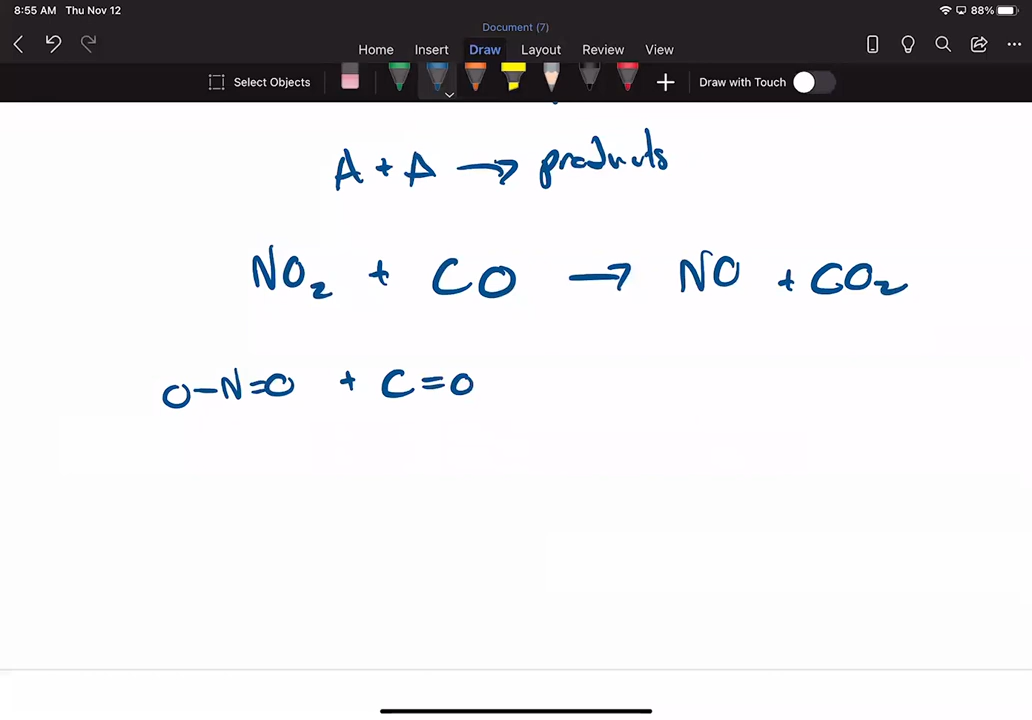 8:55 AM Thu Nov 12 88%
Document (7)
Home Insert Draw Layout Review View
Select Objects Draw with Touch
A + A → products
NO₂ + CO → NO + CO₂
O–N=O + C=O